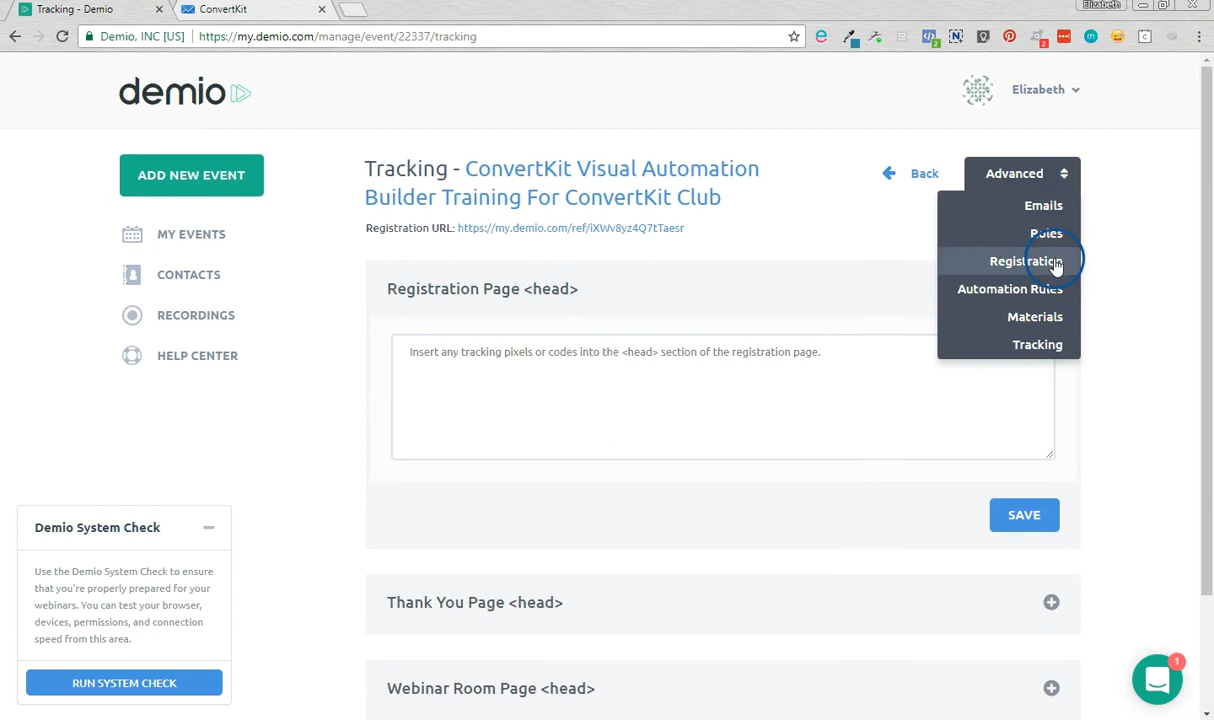 Tracking - Demio
ConvertKit
Elizabeth
Demio, INC [US]
https://my.demio.com/manage/event/22337/tracking
2
N
2
m
C
demio
Elizabeth
ADD NEW EVENT
MY EVENTS
CONTACTS
RECORDINGS
HELP CENTER
Tracking - ConvertKit Visual Automation
Builder Training For ConvertKit Club
Registration URL: https://my.demio.com/ref/iXWv8yz4Q7tTaesr
Back
Advanced
Emails
Roles
Registration
Automation Rules
Materials
Tracking
Registration Page <head>
Insert any tracking pixels or codes into the <head> section of the registration page.
SAVE
Thank You Page <head>
Webinar Room Page <head>
Demio System Check
Use the Demio System Check to ensure
that you're properly prepared for your
webinars. You can test your browser,
devices, permissions, and connection
speed from this area.
RUN SYSTEM CHECK
1